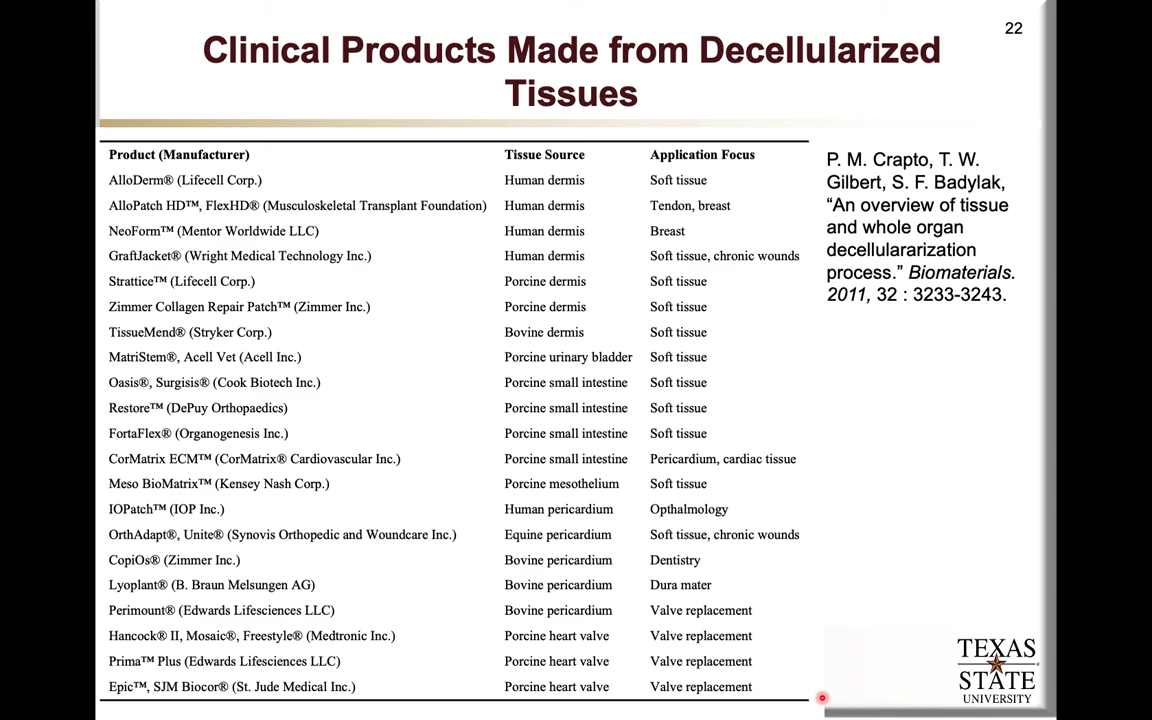 22
Clinical Products Made from Decellularized
Tissues
Product (Manufacturer) Tissue Source Application Focus
AlloDerm® (Lifecell Corp.) Human dermis Soft tissue
AlloPatch HD™, FlexHD® (Musculoskeletal Transplant Foundation) Human dermis Tendon, breast
NeoForm™ (Mentor Worldwide LLC) Human dermis Breast
GraftJacket® (Wright Medical Technology Inc.) Human dermis Soft tissue, chronic wounds
Strattice™ (Lifecell Corp.) Porcine dermis Soft tissue
Zimmer Collagen Repair Patch™ (Zimmer Inc.) Porcine dermis Soft tissue
TissueMend® (Stryker Corp.) Bovine dermis Soft tissue
MatriStem®, Acell Vet (Acell Inc.) Porcine urinary bladder Soft tissue
Oasis®, Surgisis® (Cook Biotech Inc.) Porcine small intestine Soft tissue
Restore™ (DePuy Orthopaedics) Porcine small intestine Soft tissue
FortaFlex® (Organogenesis Inc.) Porcine small intestine Soft tissue
CorMatrix ECM™ (CorMatrix® Cardiovascular Inc.) Porcine small intestine Pericardium, cardiac tissue
Meso BioMatrix™ (Kensey Nash Corp.) Porcine mesothelium Soft tissue
IOPatch™ (IOP Inc.) Human pericardium Opthalmology
OrthAdapt®, Unite® (Synovis Orthopedic and Woundcare Inc.) Equine pericardium Soft tissue, chronic wounds
CopiOs® (Zimmer Inc.) Bovine pericardium Dentistry
Lyoplant® (B. Braun Melsungen AG) Bovine pericardium Dura mater
Perimount® (Edwards Lifesciences LLC) Bovine pericardium Valve replacement
Hancock® II, Mosaic®, Freestyle® (Medtronic Inc.) Porcine heart valve Valve replacement
Prima™ Plus (Edwards Lifesciences LLC) Porcine heart valve Valve replacement
Epic™, SJM Biocor® (St. Jude Medical Inc.) Porcine heart valve Valve replacement
P. M. Crapto, T. W.
Gilbert, S. F. Badylak,
“An overview of tissue
and whole organ
decellulararization
process.” Biomaterials.
2011, 32 : 3233-3243.
TEXAS
STATE
UNIVERSITY